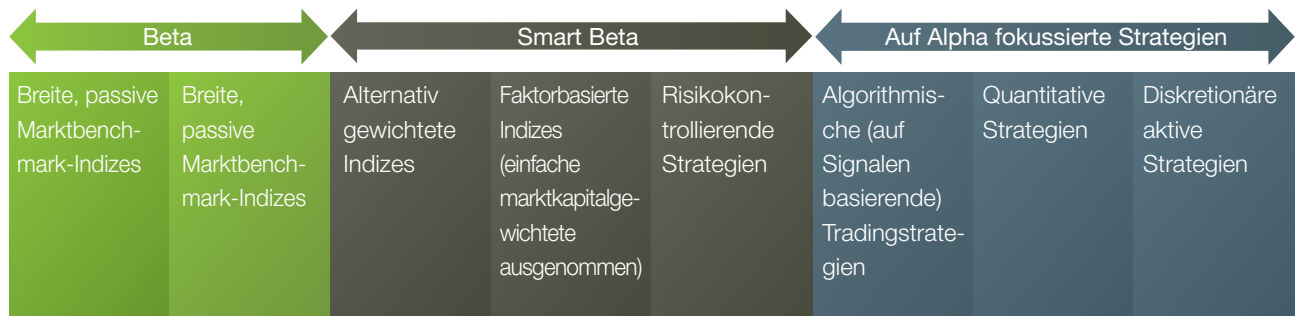 Beta
Smart Beta
Auf Alpha fokussierte Strategien
Breite, passive
Marktbench-
mark-Indizes
Breite,
passive
Marktbench-
mark-Indizes
Alternativ
gewichtete
Indizes
Faktorbasierte
Indizes
(einfache
marktkapitalge-
wichtete
ausgenommen)
Risikokon-
trollierende
Strategien
Algorithmis-
che (auf
Signalen
basierende)
Tradingstrate-
gien
Quantitative
Strategien
Diskretionäre
aktive
Strategien